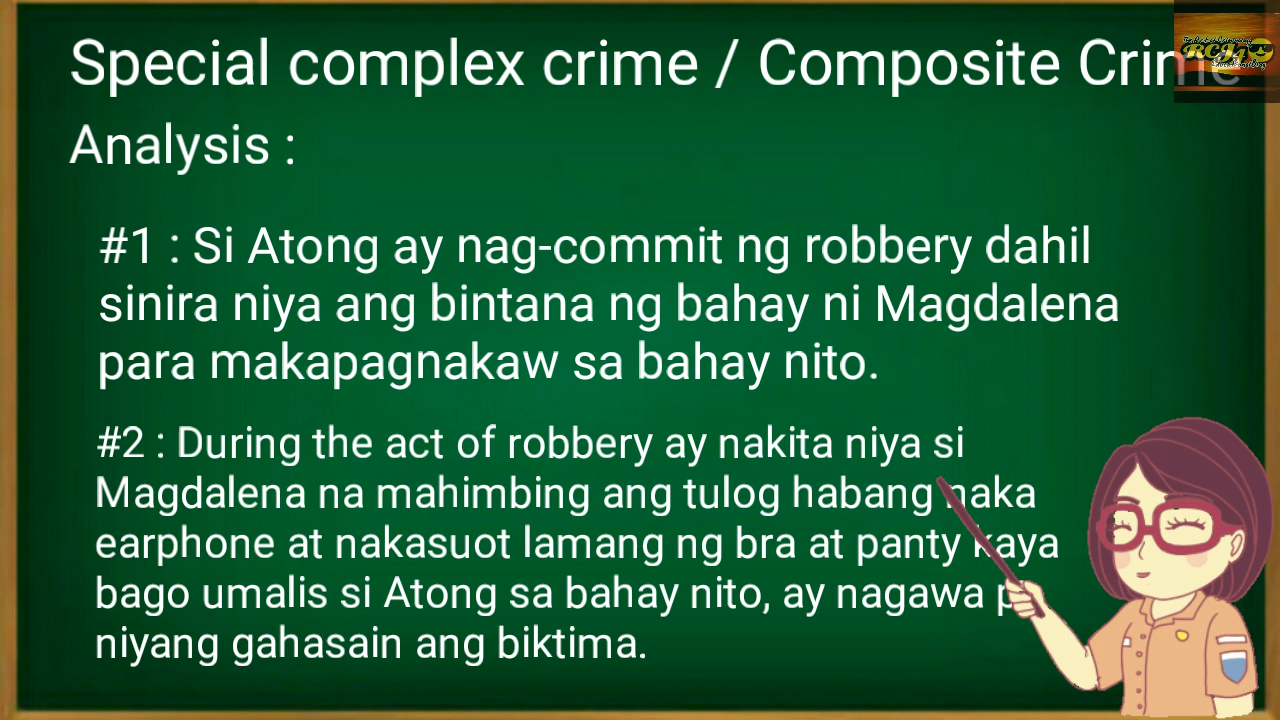 Special complex crime / Composite Crime
Analysis :
#1 : Si Atong ay nag-commit ng robbery dahil
sinira niya ang bintana ng bahay ni Magdalena
para makapagnakaw sa bahay nito.
#2 : During the act of robbery ay nakita niya si
Magdalena na mahimbing ang tulog habang naka
earphone at nakasuot lamang ng bra at panty kaya
bago umalis si Atong sa bahay nito, ay nagawa
niyang gahasain ang biktima.